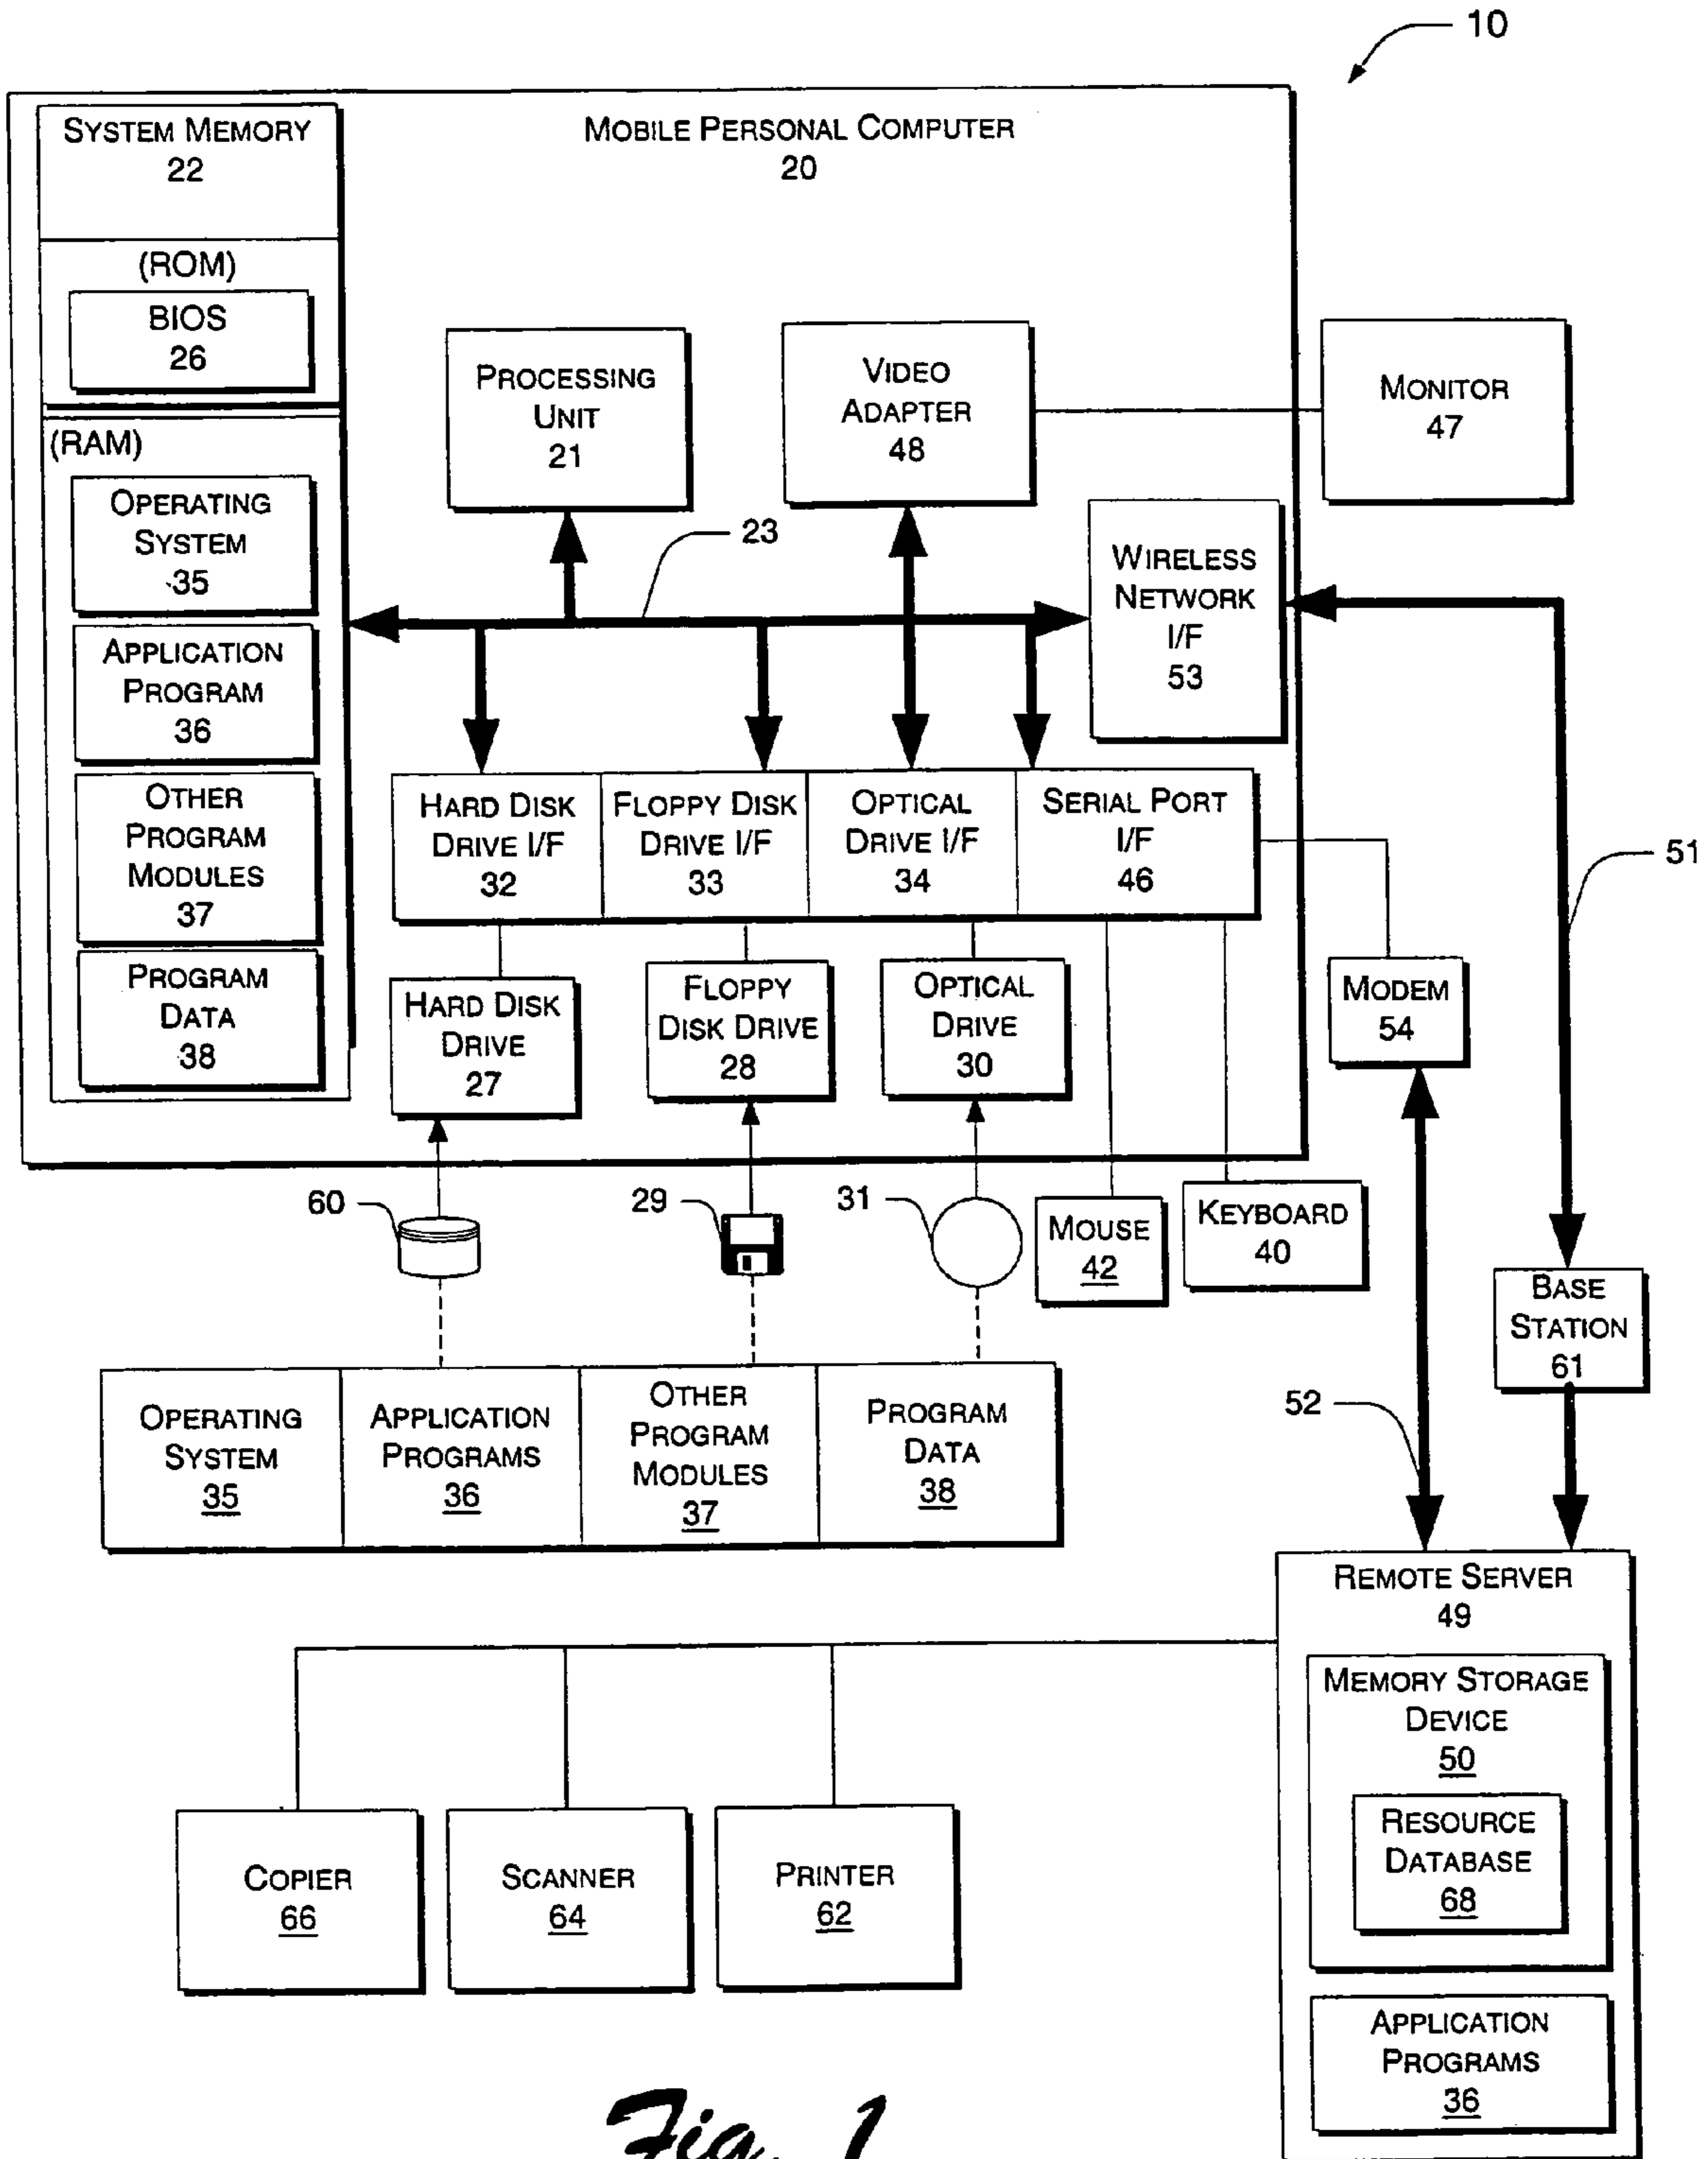 10
SYSTEM MEMORY
22
MOBILE PERSONAL COMPUTER
20
(ROM)
BIOS
26
(RAM)
OPERATING
SYSTEM
35
APPLICATION
PROGRAM
36
OTHER
PROGRAM
MODULES
37
PROGRAM
DATA
38
PROCESSING
UNIT
21
VIDEO
ADAPTER
48
MONITOR
47
23
WIRELESS
NETWORK
I/F
53
HARD DISK
DRIVE I/F
32
FLOPPY DISK
DRIVE I/F
33
OPTICAL
DRIVE I/F
34
SERIAL PORT
I/F
46
51
HARD DISK
DRIVE
27
FLOPPY
DISK DRIVE
28
OPTICAL
DRIVE
30
MODEM
54
60
29
31
MOUSE
42
KEYBOARD
40
BASE
STATION
61
52
OPERATING
SYSTEM
35
APPLICATION
PROGRAMS
36
OTHER
PROGRAM
MODULES
37
PROGRAM
DATA
38
REMOTE SERVER
49
MEMORY STORAGE
DEVICE
50
RESOURCE
DATABASE
68
APPLICATION
PROGRAMS
36
COPIER
66
SCANNER
64
PRINTER
62
Fig. 1